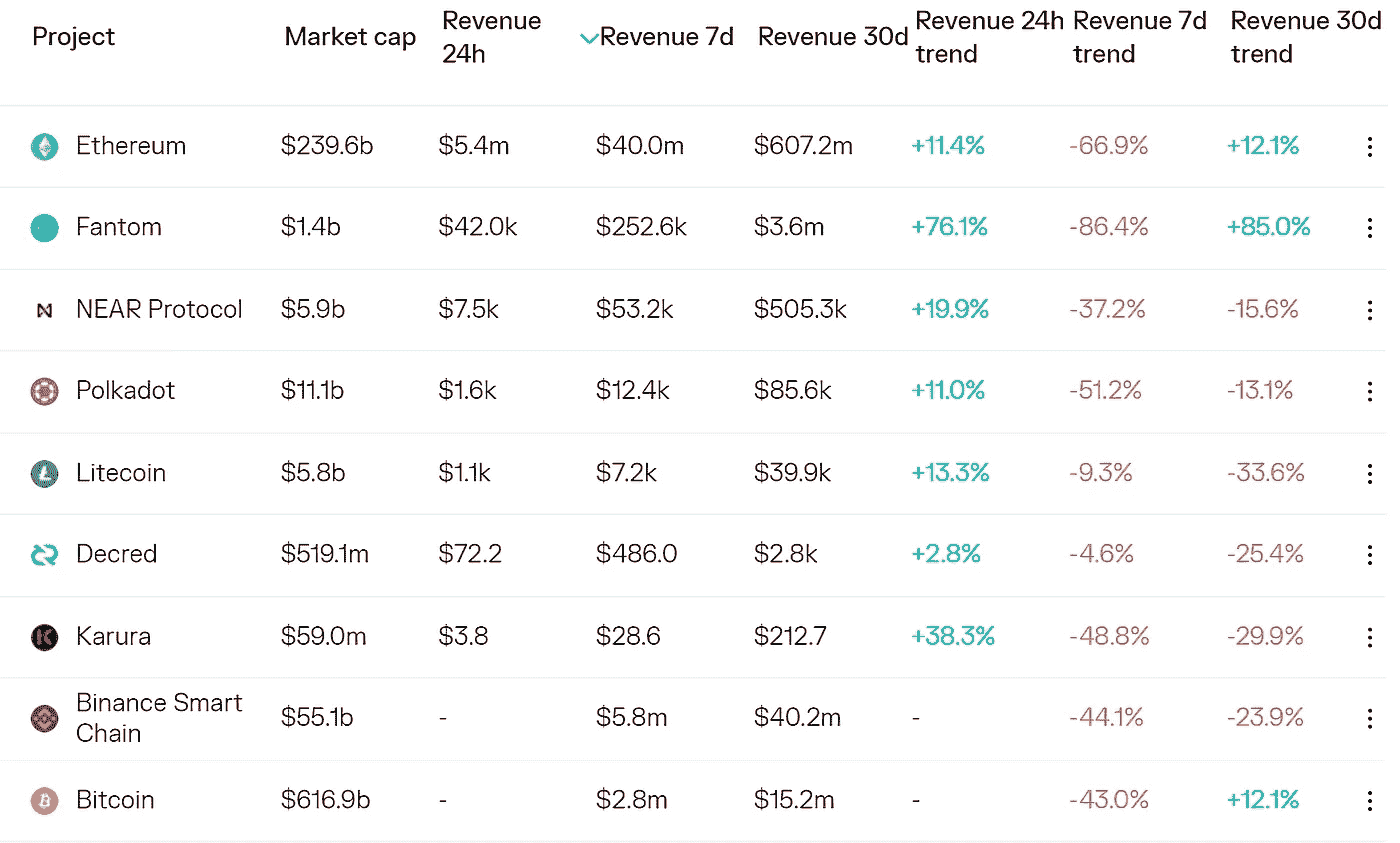 Project Market cap Revenue 24h Revenue 7d Revenue 30d Revenue 24h trend Revenue 7d trend Revenue 30d trend
Ethereum $239.6b $5.4m $40.0m $607.2m +11.4% -66.9% +12.1%
Fantom $1.4b $42.0k $252.6k $3.6m +76.1% -86.4% +85.0%
NEAR Protocol $5.9b $7.5k $53.2k $505.3k +19.9% -37.2% -15.6%
Polkadot $11.1b $1.6k $12.4k $85.6k +11.0% -51.2% -13.1%
Litecoin $5.8b $1.1k $7.2k $39.9k +13.3% -9.3% -33.6%
Decred $519.1m $72.2 $486.0 $2.8k +2.8% -4.6% -25.4%
Karura $59.0m $3.8 $28.6 $212.7 +38.3% -48.8% -29.9%
Binance Smart Chain $55.1b - $5.8m $40.2m - -44.1% -23.9%
Bitcoin $616.9b - $2.8m $15.2m - -43.0% +12.1%